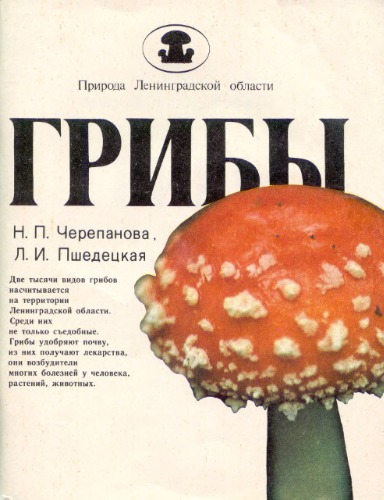 Природа Ленинградской области
ГРИБЫ
Н. П. Черепанова,
Л. И. Пшедецкая
Две тысячи видов грибов
насчитывается
на территории
Ленинградской области.
Среди них
не только съедобные.
Грибы удобряют почву,
из них получают лекарства,
они возбудители
многих болезней у человека,
растений, животных.